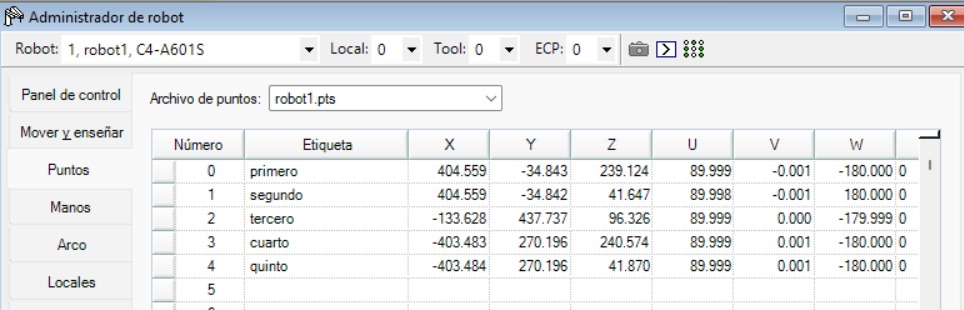 Administrador de robot
Robot: 1, robot1, C4-A601S Local: 0 Tool: 0 ECP: 0
Panel de control
Archivo de puntos: robot1.pts
Mover y enseñar
Número Etiqueta X Y Z U V W
Puntos
0 primero 404.559 -34.843 239.124 89.999 -0.001 -180.000 0
1 segundo 404.559 -34.842 41.647 89.998 -0.001 180.000 0
Manos
2 tercero -133.628 437.737 96.326 89.999 0.000 -179.999 0
Arco
3 cuarto -403.483 270.196 240.574 89.999 0.001 -180.000 0
4 quinto -403.484 270.196 41.870 89.999 0.001 -180.000 0
Locales
5